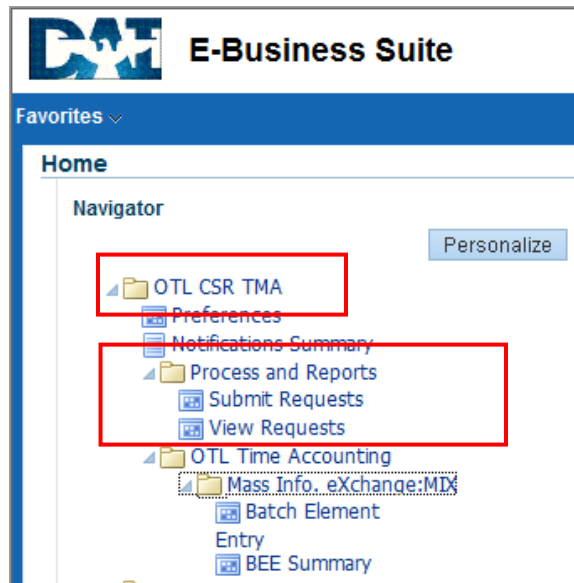 DAI E-Business Suite
Favorites
Home
Navigator
Personalize
OTL CSR TMA
Preferences
Notifications Summary
Process and Reports
Submit Requests
View Requests
OTL Time Accounting
Mass Info. eXchange:MIX
Batch Element
Entry
BEE Summary